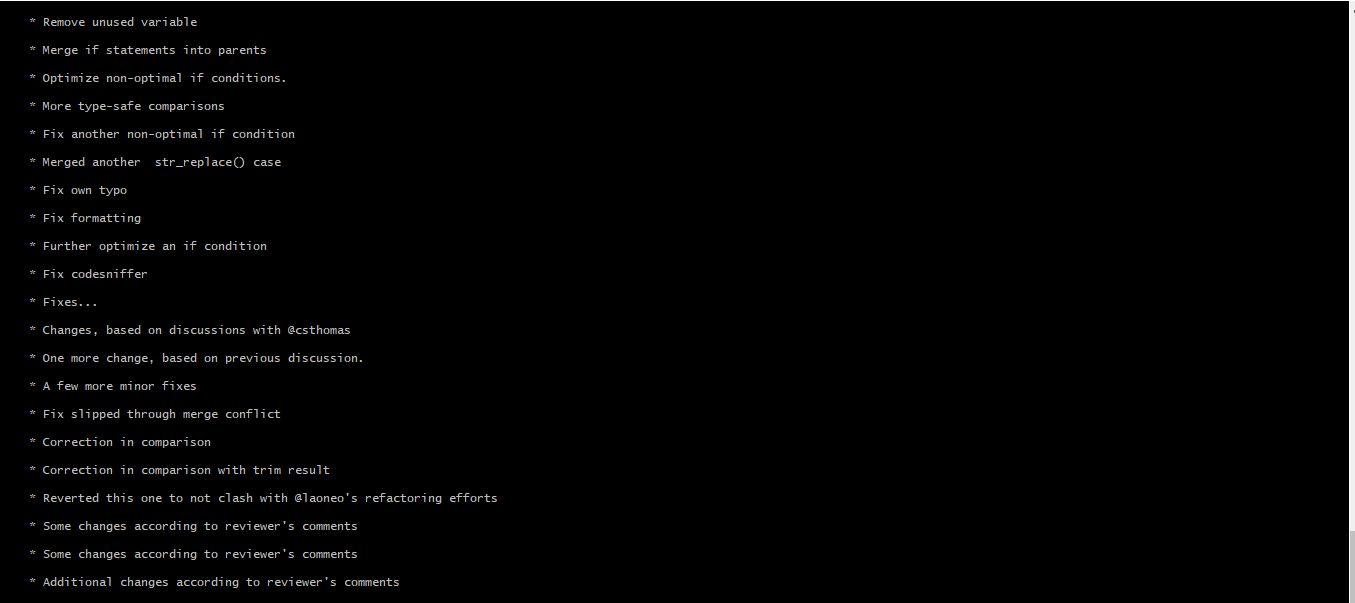 * Remove unused variable
* Merge if statements into parents
* Optimize non-optimal if conditions.
* More type-safe comparisons
* Fix another non-optimal if condition
* Merged another  str_replace() case
* Fix own typo
* Fix formatting
* Further optimize an if condition
* Fix codesniffer
* Fixes...
* Changes, based on discussions with @csthomas
* One more change, based on previous discussion.
* A few more minor fixes
* Fix slipped through merge conflict
* Correction in comparison
* Correction in comparison with trim result
* Reverted this one to not clash with @laoneo's refactoring efforts
* Some changes according to reviewer's comments
* Some changes according to reviewer's comments
* Additional changes according to reviewer's comments